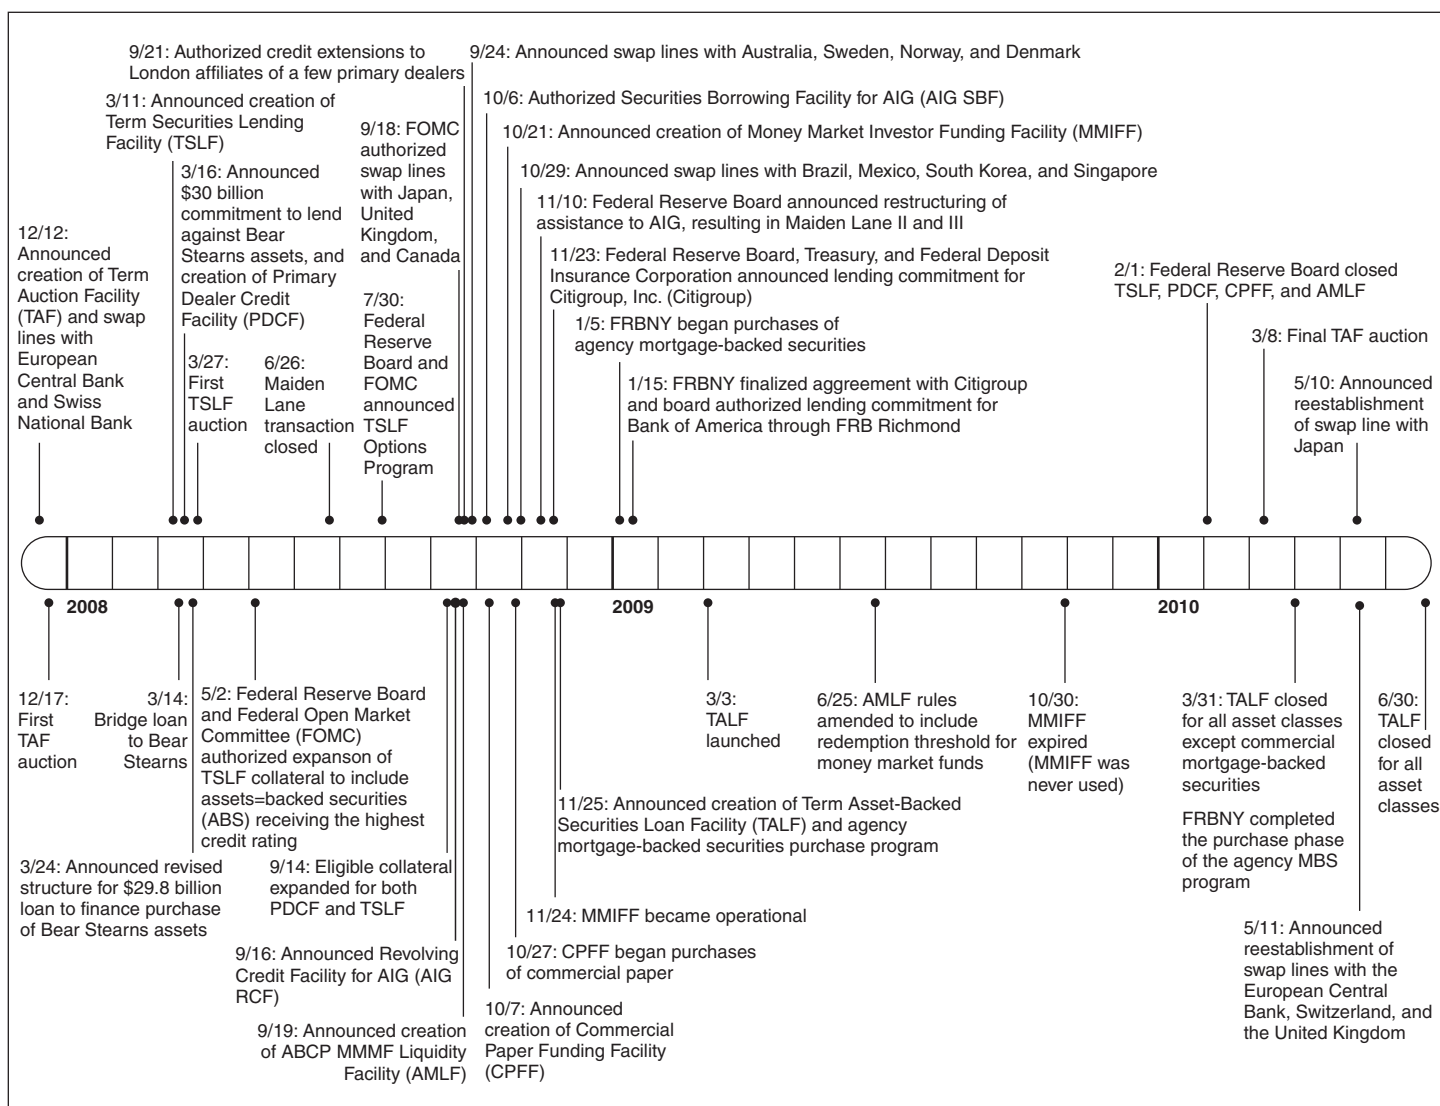 9/21: Authorized credit extensions to
London affiliates of a few primary dealers
9/24: Announced swap lines with Australia, Sweden, Norway, and Denmark
3/11: Announced creation of
Term Securities Lending
Facility (TSLF)
10/6: Authorized Securities Borrowing Facility for AIG (AIG SBF)
9/18: FOMC
authorized
swap lines
with Japan,
United
Kingdom,
and Canada
10/21: Announced creation of Money Market Investor Funding Facility (MMIFF)
3/16: Announced
$30 billion
commitment to lend
against Bear
Stearns assets, and
creation of Primary
Dealer Credit
Facility (PDCF)
10/29: Announced swap lines with Brazil, Mexico, South Korea, and Singapore
11/10: Federal Reserve Board announced restructuring of
assistance to AIG, resulting in Maiden Lane II and III
12/12:
Announced
creation of Term
Auction Facility
(TAF) and swap
lines with
European
Central Bank
and Swiss
National Bank
11/23: Federal Reserve Board, Treasury, and Federal Deposit
Insurance Corporation announced lending commitment for
Citigroup, Inc. (Citigroup)
2/1: Federal Reserve Board closed
TSLF, PDCF, CPFF, and AMLF
7/30:
Federal
Reserve
Board and
FOMC
announced
TSLF
Options
Program
1/5: FRBNY began purchases of
agency mortgage-backed securities
3/8: Final TAF auction
3/27:
First
TSLF
auction
6/26:
Maiden
Lane
transaction
closed
1/15: FRBNY finalized aggreement with Citigroup
and board authorized lending commitment for
Bank of America through FRB Richmond
5/10: Announced
reestablishment
of swap line with
Japan
2008
2009
2010
12/17:
First
TAF
auction
3/14:
Bridge loan
to Bear
Stearns
5/2: Federal Reserve Board
and Federal Open Market
Committee (FOMC)
authorized expansion of
TSLF collateral to include
assets=backed securities
(ABS) receiving the highest
credit rating
3/3:
TALF
launched
6/25: AMLF rules
amended to include
redemption threshold for
money market funds
10/30:
MMIFF
expired
(MMIFF was
never used)
3/31: TALF closed
for all asset classes
except commercial
mortgage-backed
securities
FRBNY completed
the purchase phase
of the agency MBS
program
6/30: TALF
closed
for all
asset
classes
11/25: Announced creation of Term Asset-Backed
Securities Loan Facility (TALF) and agency
mortgage-backed securities purchase program
3/24: Announced revised
structure for $29.8 billion
loan to finance purchase
of Bear Stearns assets
9/14: Eligible collateral
expanded for both
PDCF and TSLF
11/24: MMIFF became operational
5/11: Announced
reestablishment of
swap lines with the
European Central
Bank, Switzerland, and
the United Kingdom
9/16: Announced Revolving
Credit Facility for AIG (AIG
RCF)
10/27: CPFF began purchases
of commercial paper
10/7: Announced
creation of Commercial
Paper Funding Facility
(CPFF)
9/19: Announced creation
of ABCP MMMF Liquidity
Facility (AMLF)